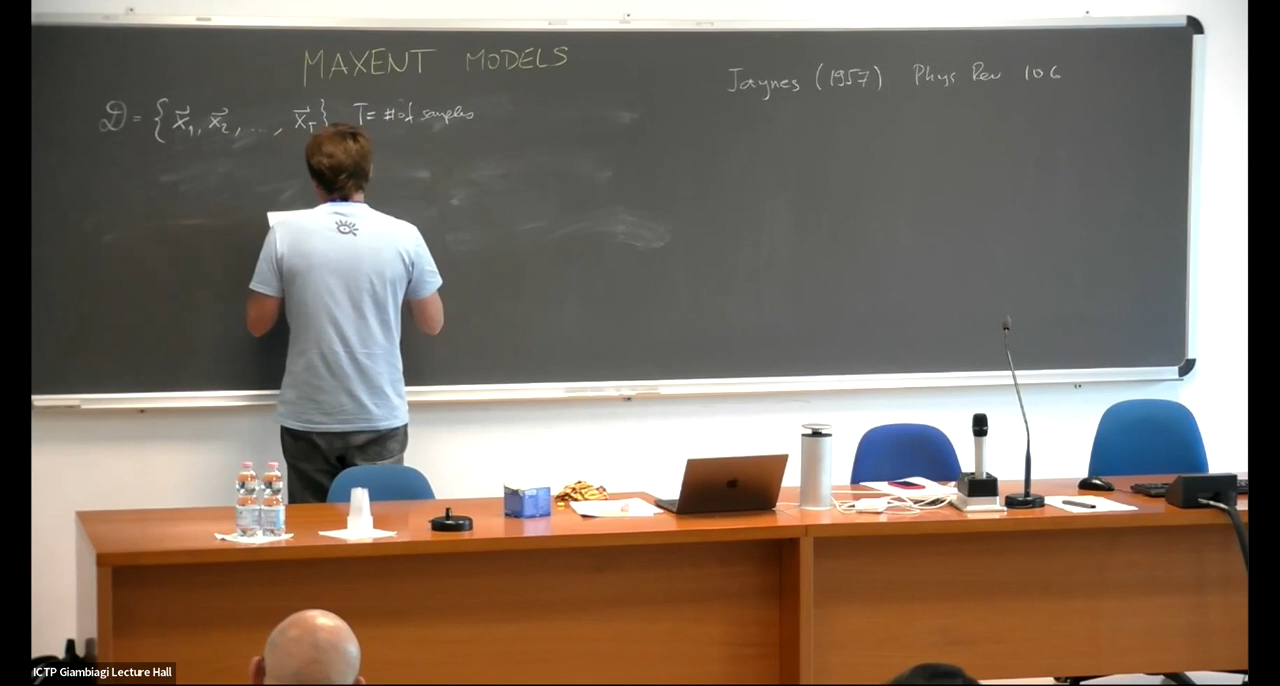 MAXENT MODELS
Jaynes (1957) Phys Rev 106
𝒟 = { x⃗₁, x⃗₂, ..., x⃗_T } T = # of samples
ICTP Giambiagi Lecture Hall